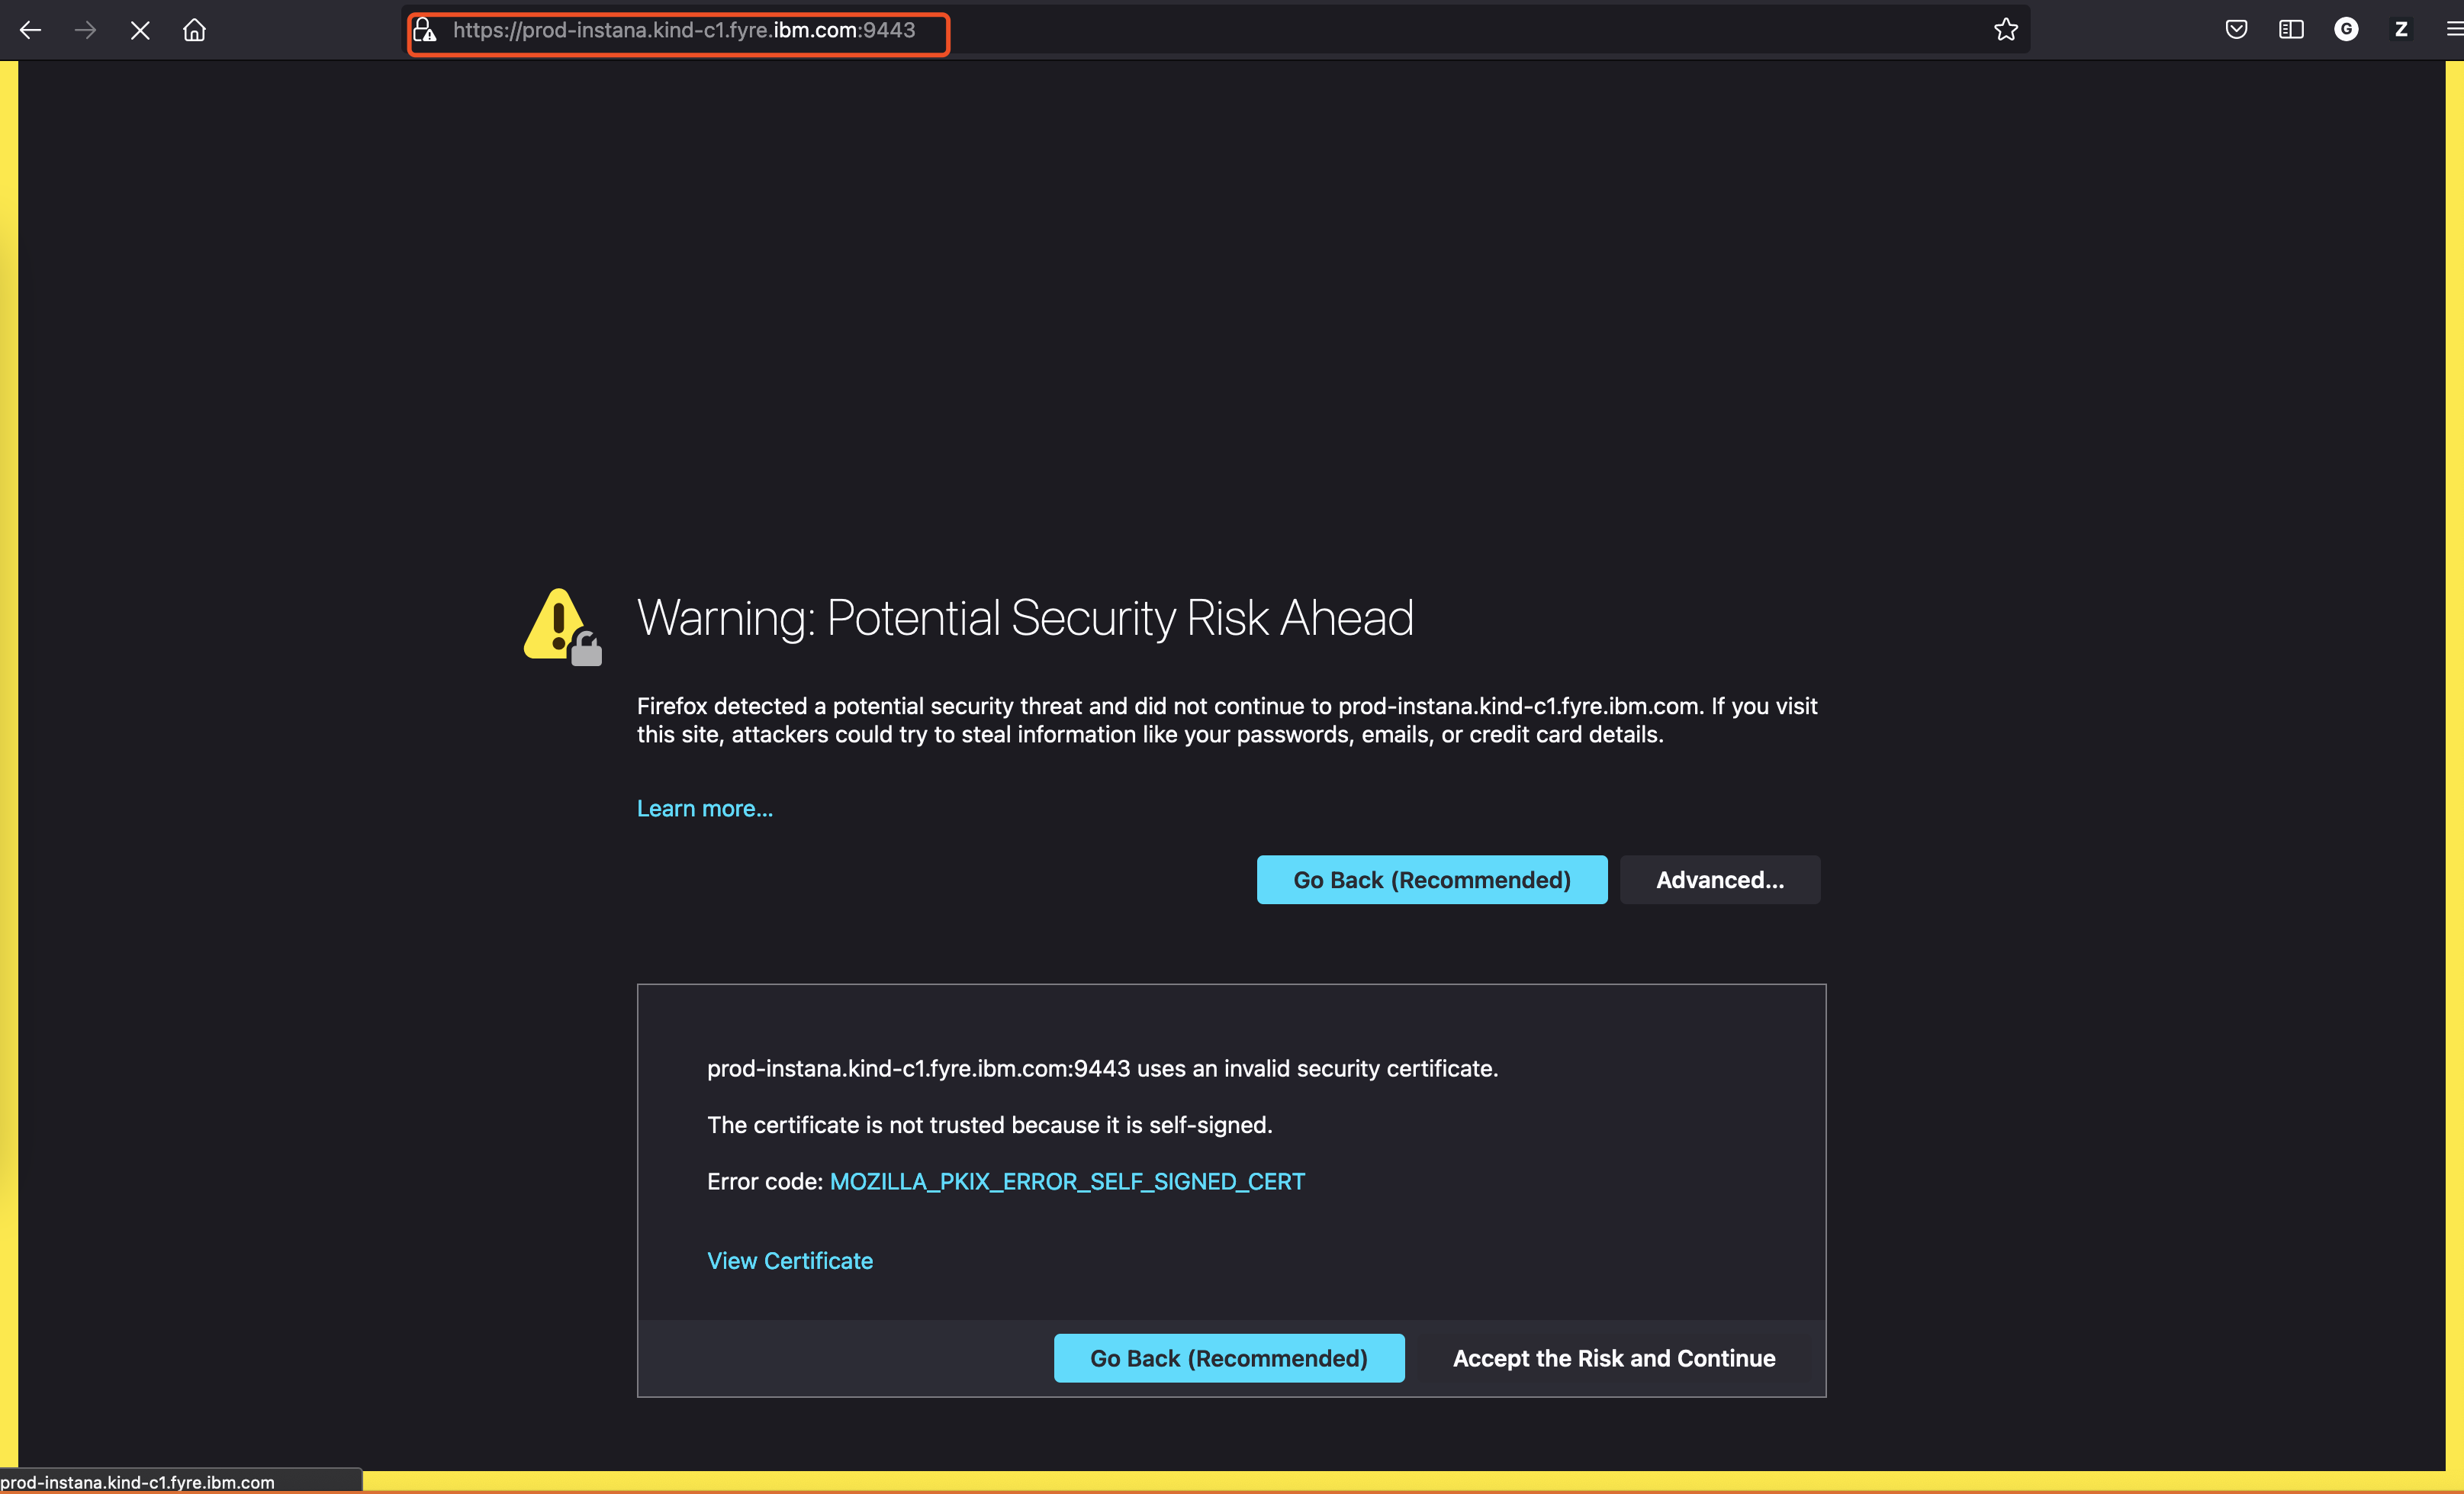 https://prod-instana.kind-c1.fyre.ibm.com:9443
G
Z
Warning: Potential Security Risk Ahead
Firefox detected a potential security threat and did not continue to prod-instana.kind-c1.fyre.ibm.com. If you visit
this site, attackers could try to steal information like your passwords, emails, or credit card details.
Learn more...
Go Back (Recommended)
Advanced...
prod-instana.kind-c1.fyre.ibm.com:9443 uses an invalid security certificate.
The certificate is not trusted because it is self-signed.
Error code: MOZILLA_PKIX_ERROR_SELF_SIGNED_CERT
View Certificate
Go Back (Recommended)
Accept the Risk and Continue
prod-instana.kind-c1.fyre.ibm.com